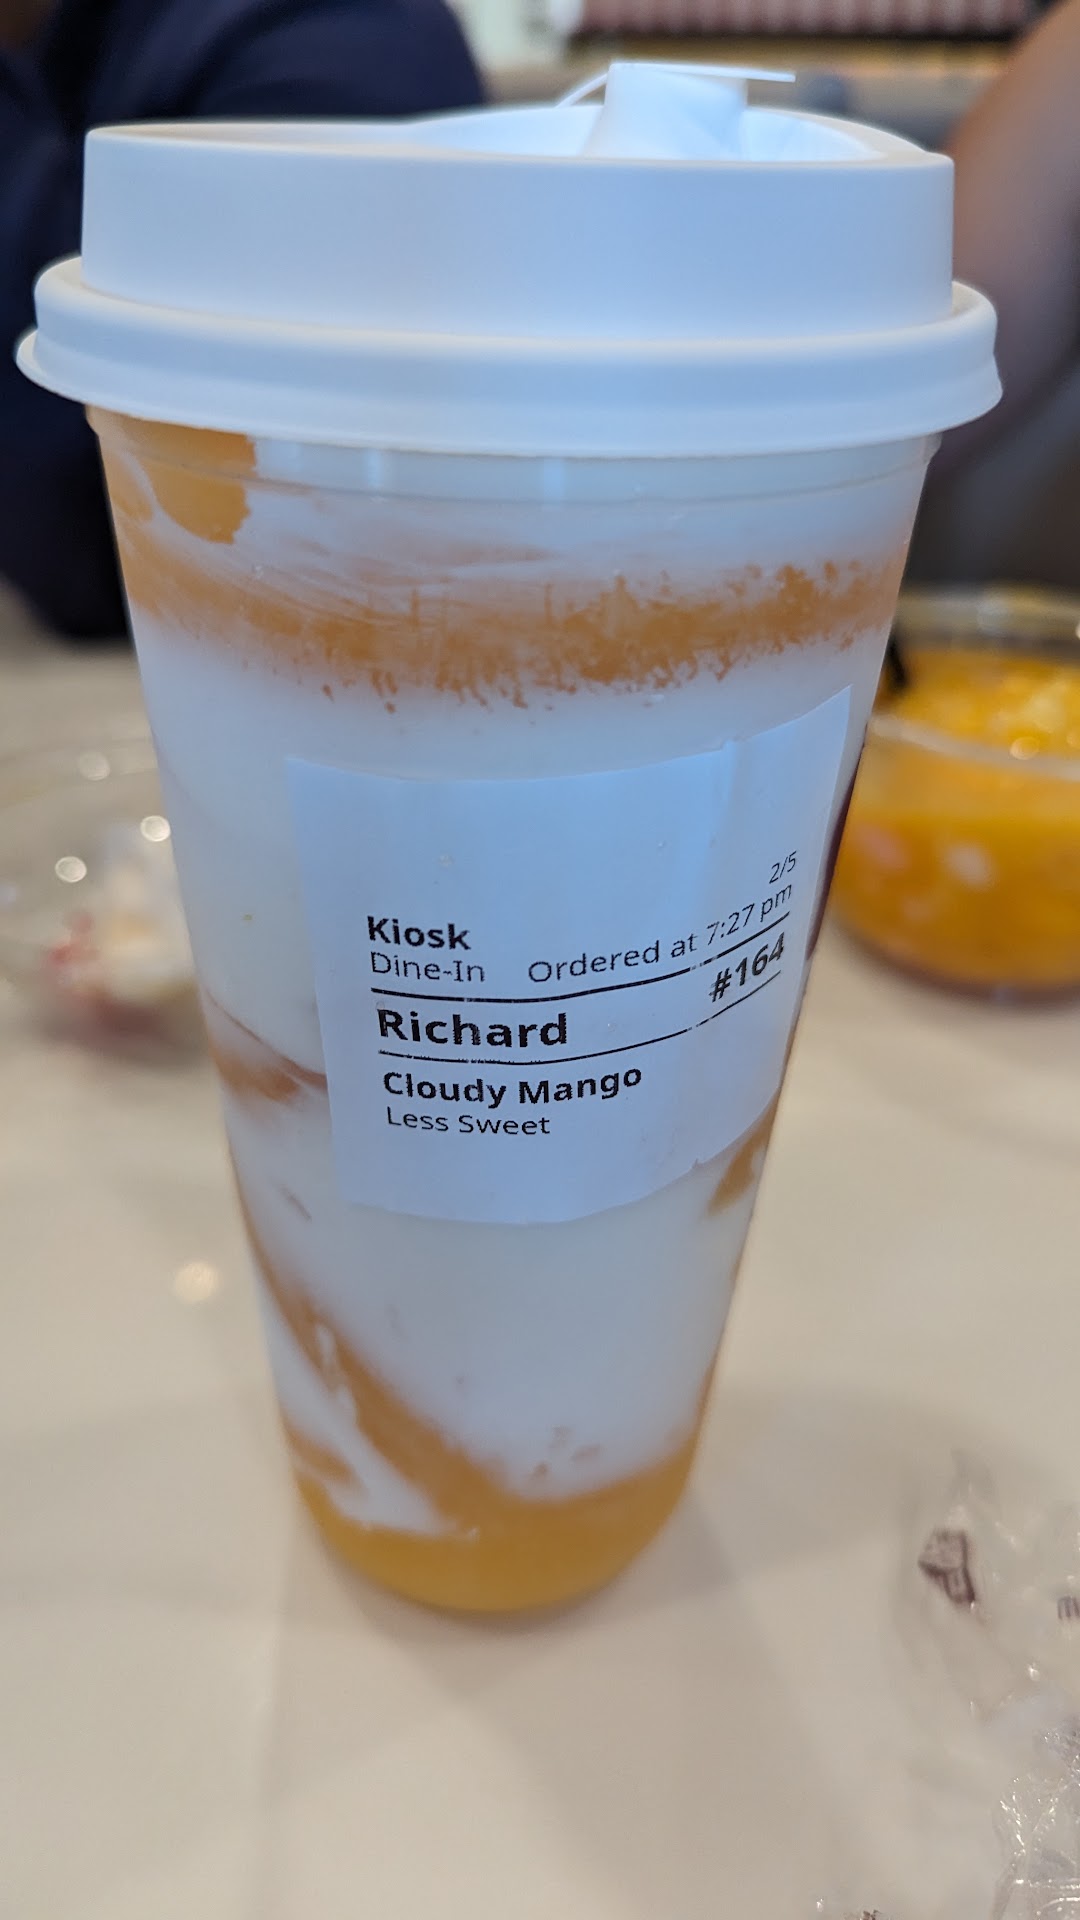 2/5
Kiosk
Dine-In Ordered at 7:27 pm
Richard #164
Cloudy Mango
Less Sweet